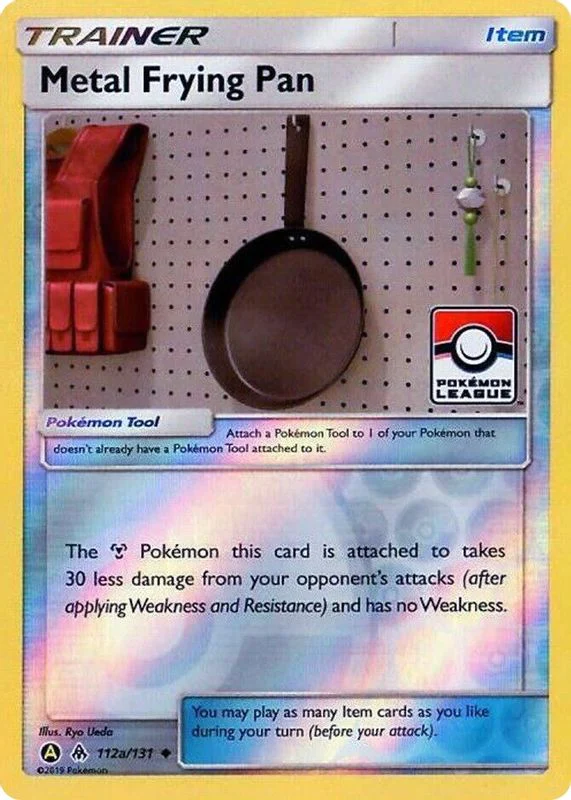 TRAINER
Item
Metal Frying Pan
POKÉMON
LEAGUE
Pokémon Tool
Attach a Pokémon Tool to 1 of your Pokémon that
doesn't already have a Pokémon Tool attached to it.
The Pokémon this card is attached to takes
30 less damage from your opponent's attacks (after
applying Weakness and Resistance) and has no Weakness.
You may play as many Item cards as you like
during your turn (before your attack).
Illus. Ryo Ueda
A 112a/131
©2019 Pokémon